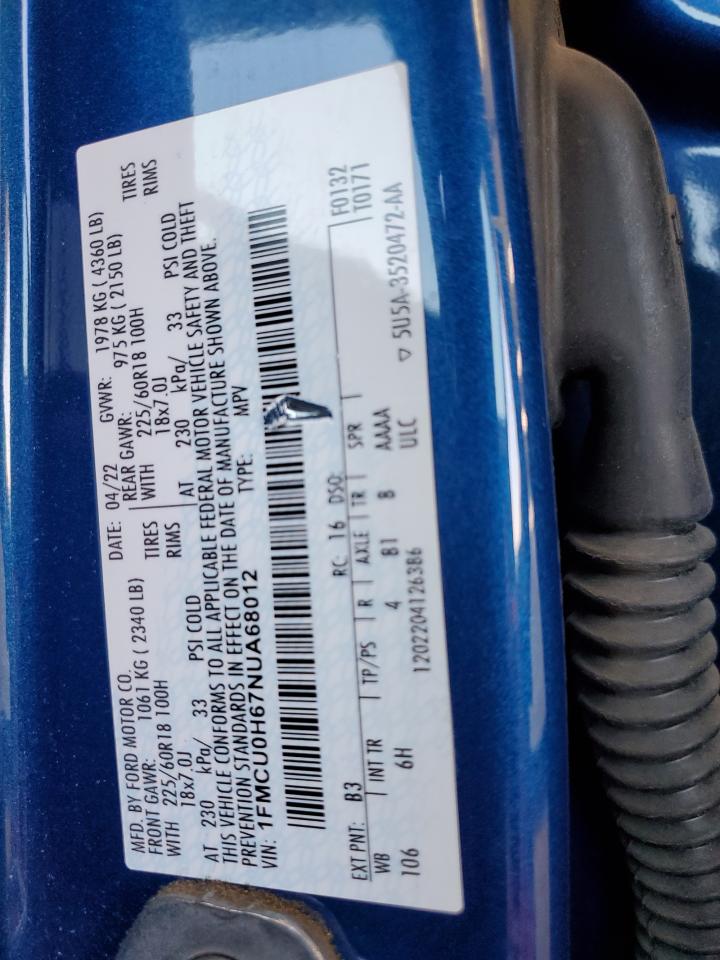 MFD. BY FORD MOTOR CO. DATE: 04/22 GVWR: 1978 KG ( 4360 LB)
FRONT GAWR: 1061 KG ( 2340 LB) REAR GAWR: 975 KG ( 2150 LB)
WITH 225/60R18 100H TIRES WITH 225/60R18 100H TIRES
18x7.0J RIMS 18x7.0J RIMS
AT 230 kPa/ 33 PSI COLD AT 230 kPa/ 33 PSI COLD
THIS VEHICLE CONFORMS TO ALL APPLICABLE FEDERAL MOTOR VEHICLE SAFETY AND THEFT
PREVENTION STANDARDS IN EFFECT ON THE DATE OF MANUFACTURE SHOWN ABOVE.
VIN: 1FMCU0H67NUA68012 TYPE: MPV
F0132
EXT PNT: B3 RC: 16 DSO: T0171
WB INT TR TP/PS R AXLE TR SPR
106 6H 4 B1 8 AAAA
1202204126386 ULC
5U5A-3520472-AA